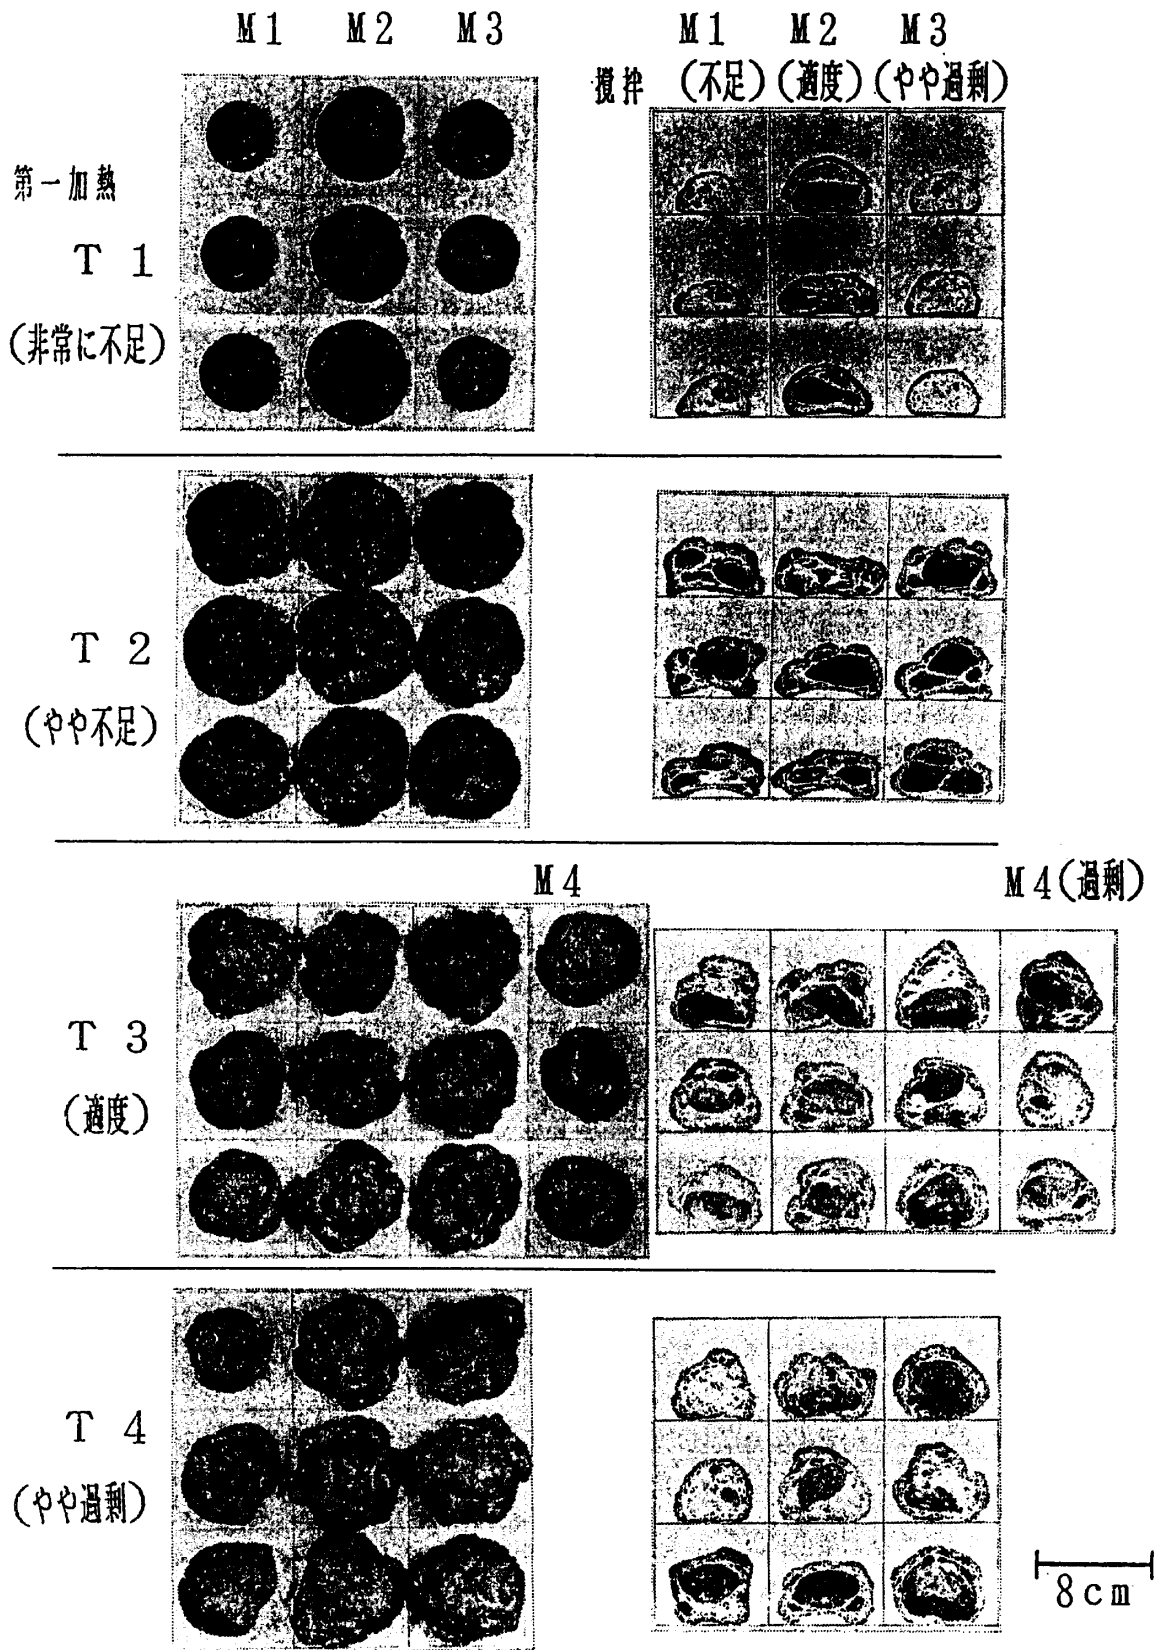 M1 M2 M3 M1 M2 M3
攪拌 (不足)(適度)(やや過剰)
第一加熱
T 1
(非常に不足)
T 2
(やや不足)
M4 M4(過剰)
T 3
(適度)
T 4
(やや過剰)
8cm